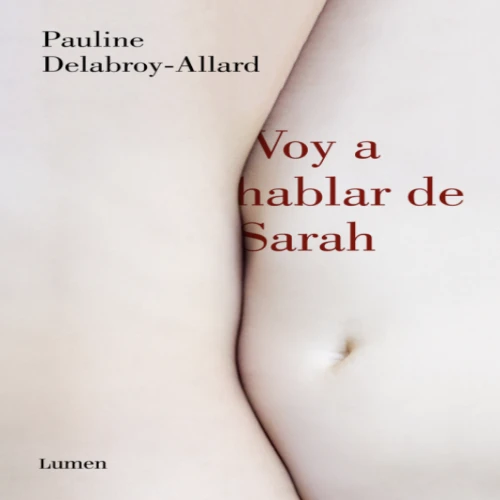 Pauline
Delabroy-Allard
Voy a
hablar de
Sarah
Lumen